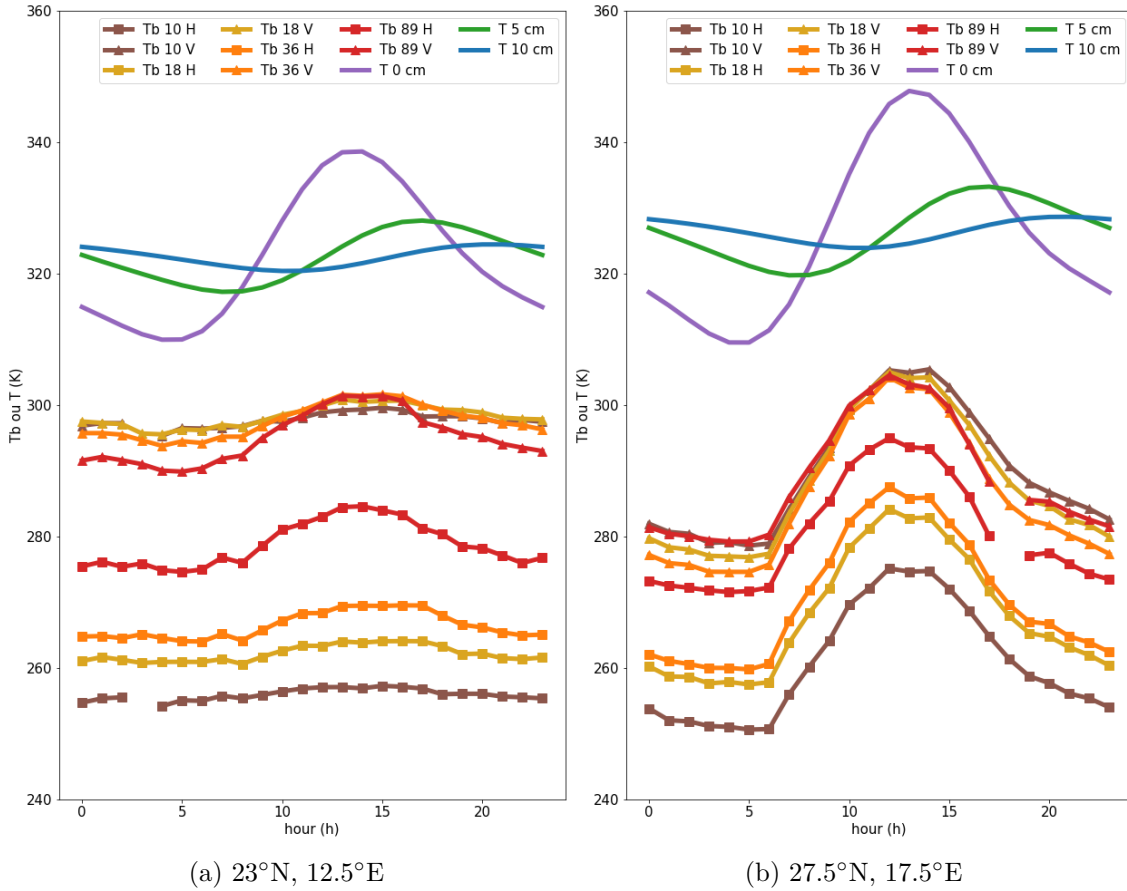 360
340
320
300
280
260
240
Tb ou T (K)
Tb 10 H Tb 18 V Tb 89 H T 5 cm
Tb 10 V Tb 36 H Tb 89 V T 10 cm
Tb 18 H Tb 36 V T 0 cm
0 5 10 15 20
hour (h)
(a) 23°N, 12.5°E
360
340
320
300
280
260
240
Tb ou T (K)
Tb 10 H Tb 18 V Tb 89 H T 5 cm
Tb 10 V Tb 36 H Tb 89 V T 10 cm
Tb 18 H Tb 36 V T 0 cm
0 5 10 15 20
hour (h)
(b) 27.5°N, 17.5°E